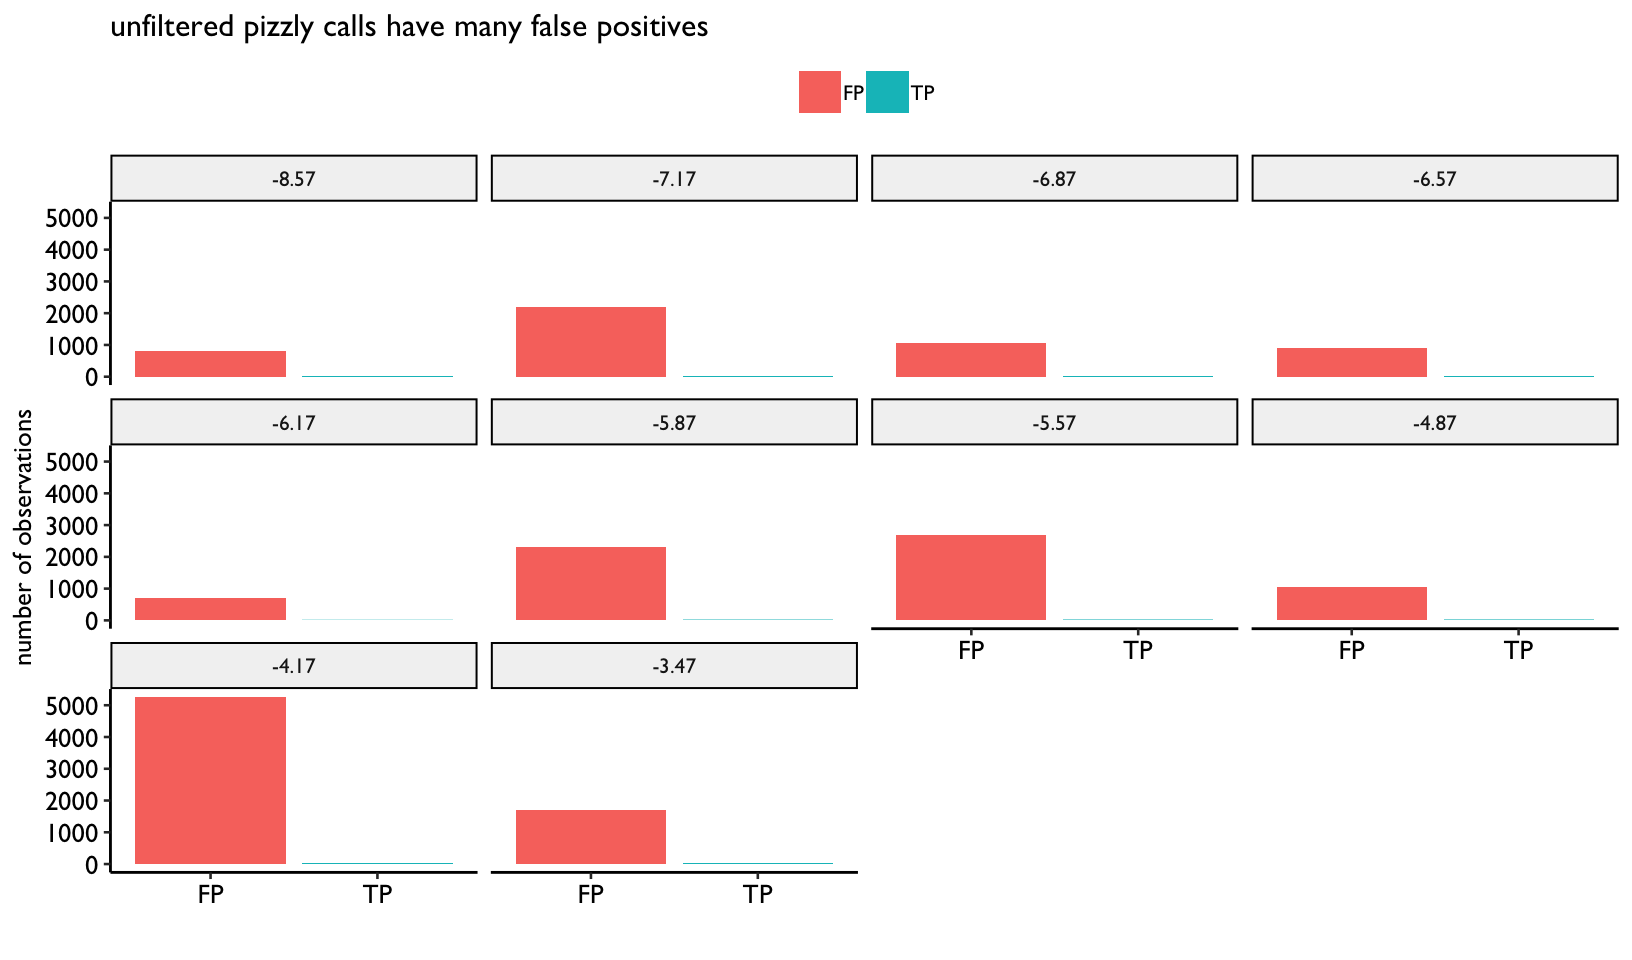 unfiltered pizzly calls have many false positives
FP TP
-8.57 -7.17 -6.87 -6.57
5000
4000
3000
2000
1000
0
-6.17 -5.87 -5.57 -4.87
number of observations
5000
4000
3000
2000
1000
0
FP TP FP TP
-4.17 -3.47
5000
4000
3000
2000
1000
0
FP TP FP TP